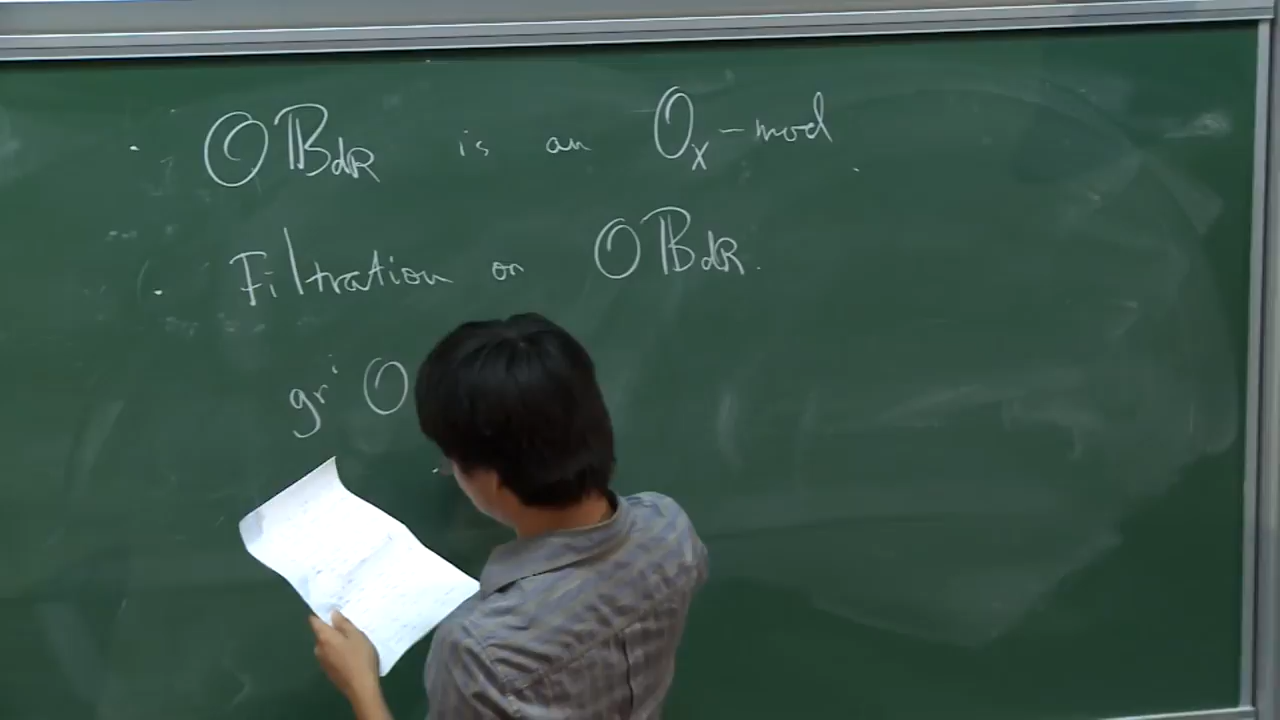 · 𝒪𝔹dR is an 𝒪X-mod.
· Filtration on 𝒪𝔹dR.
gr^i 𝒪